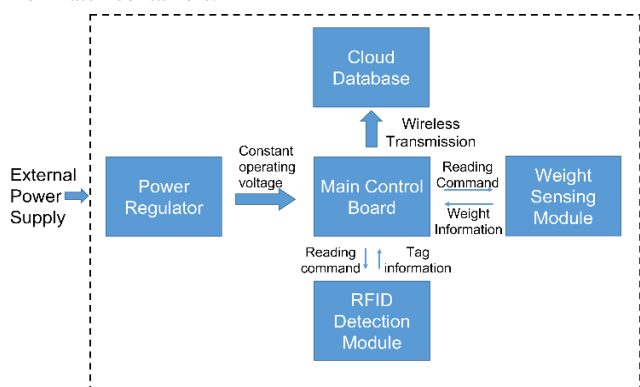 Cloud
Database
Wireless
Transmission
External
Power
Supply
Power
Regulator
Constant
operating
voltage
Main Control
Board
Reading
Command
Weight
Information
Weight
Sensing
Module
Reading
command
Tag
information
RFID
Detection
Module